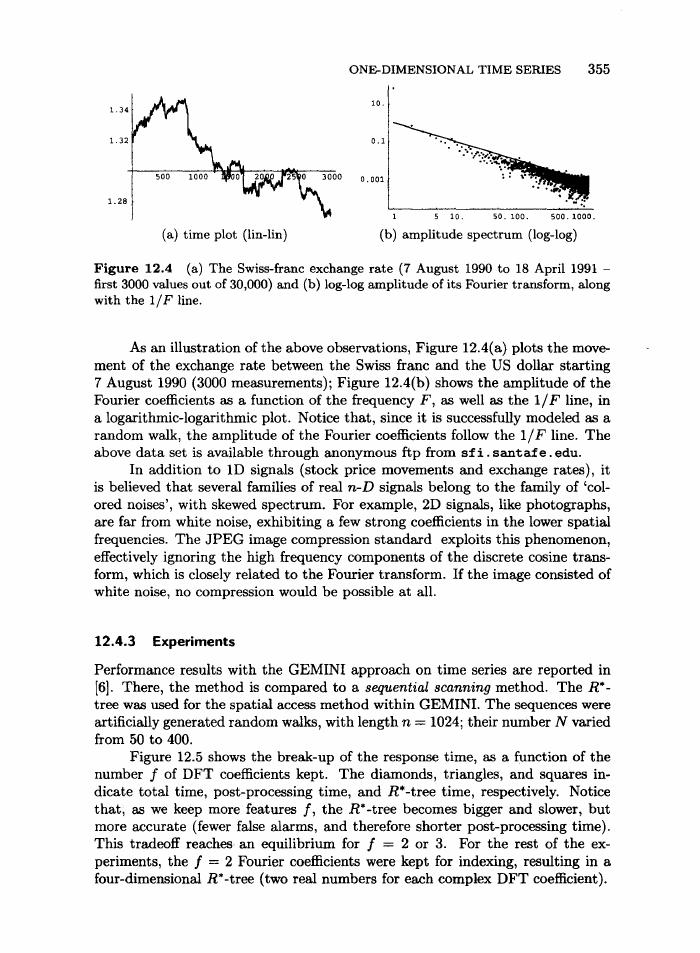 ONE-DIMENSIONAL TIME SERIES 355
1.34
1.32
1.28
500 1000 2000 2500 3000
10.
0.1
0.001
1 5 10. 50. 100. 500. 1000.
(a) time plot (lin-lin)
(b) amplitude spectrum (log-log)
Figure 12.4 (a) The Swiss-franc exchange rate (7 August 1990 to 18 April 1991 –
first 3000 values out of 30,000) and (b) log-log amplitude of its Fourier transform, along
with the 1/F line.
As an illustration of the above observations, Figure 12.4(a) plots the move-
ment of the exchange rate between the Swiss franc and the US dollar starting
7 August 1990 (3000 measurements); Figure 12.4(b) shows the amplitude of the
Fourier coefficients as a function of the frequency F, as well as the 1/F line, in
a logarithmic-logarithmic plot. Notice that, since it is successfully modeled as a
random walk, the amplitude of the Fourier coefficients follow the 1/F line. The
above data set is available through anonymous ftp from sfi.santafe.edu.
In addition to 1D signals (stock price movements and exchange rates), it
is believed that several families of real n-D signals belong to the family of ‘col-
ored noises’, with skewed spectrum. For example, 2D signals, like photographs,
are far from white noise, exhibiting a few strong coefficients in the lower spatial
frequencies. The JPEG image compression standard exploits this phenomenon,
effectively ignoring the high frequency components of the discrete cosine trans-
form, which is closely related to the Fourier transform. If the image consisted of
white noise, no compression would be possible at all.
12.4.3 Experiments
Performance results with the GEMINI approach on time series are reported in
[6]. There, the method is compared to a sequential scanning method. The R*-
tree was used for the spatial access method within GEMINI. The sequences were
artificially generated random walks, with length n = 1024; their number N varied
from 50 to 400.
Figure 12.5 shows the break-up of the response time, as a function of the
number f of DFT coefficients kept. The diamonds, triangles, and squares in-
dicate total time, post-processing time, and R*-tree time, respectively. Notice
that, as we keep more features f, the R*-tree becomes bigger and slower, but
more accurate (fewer false alarms, and therefore shorter post-processing time).
This tradeoff reaches an equilibrium for f = 2 or 3. For the rest of the ex-
periments, the f = 2 Fourier coefficients were kept for indexing, resulting in a
four-dimensional R*-tree (two real numbers for each complex DFT coefficient).